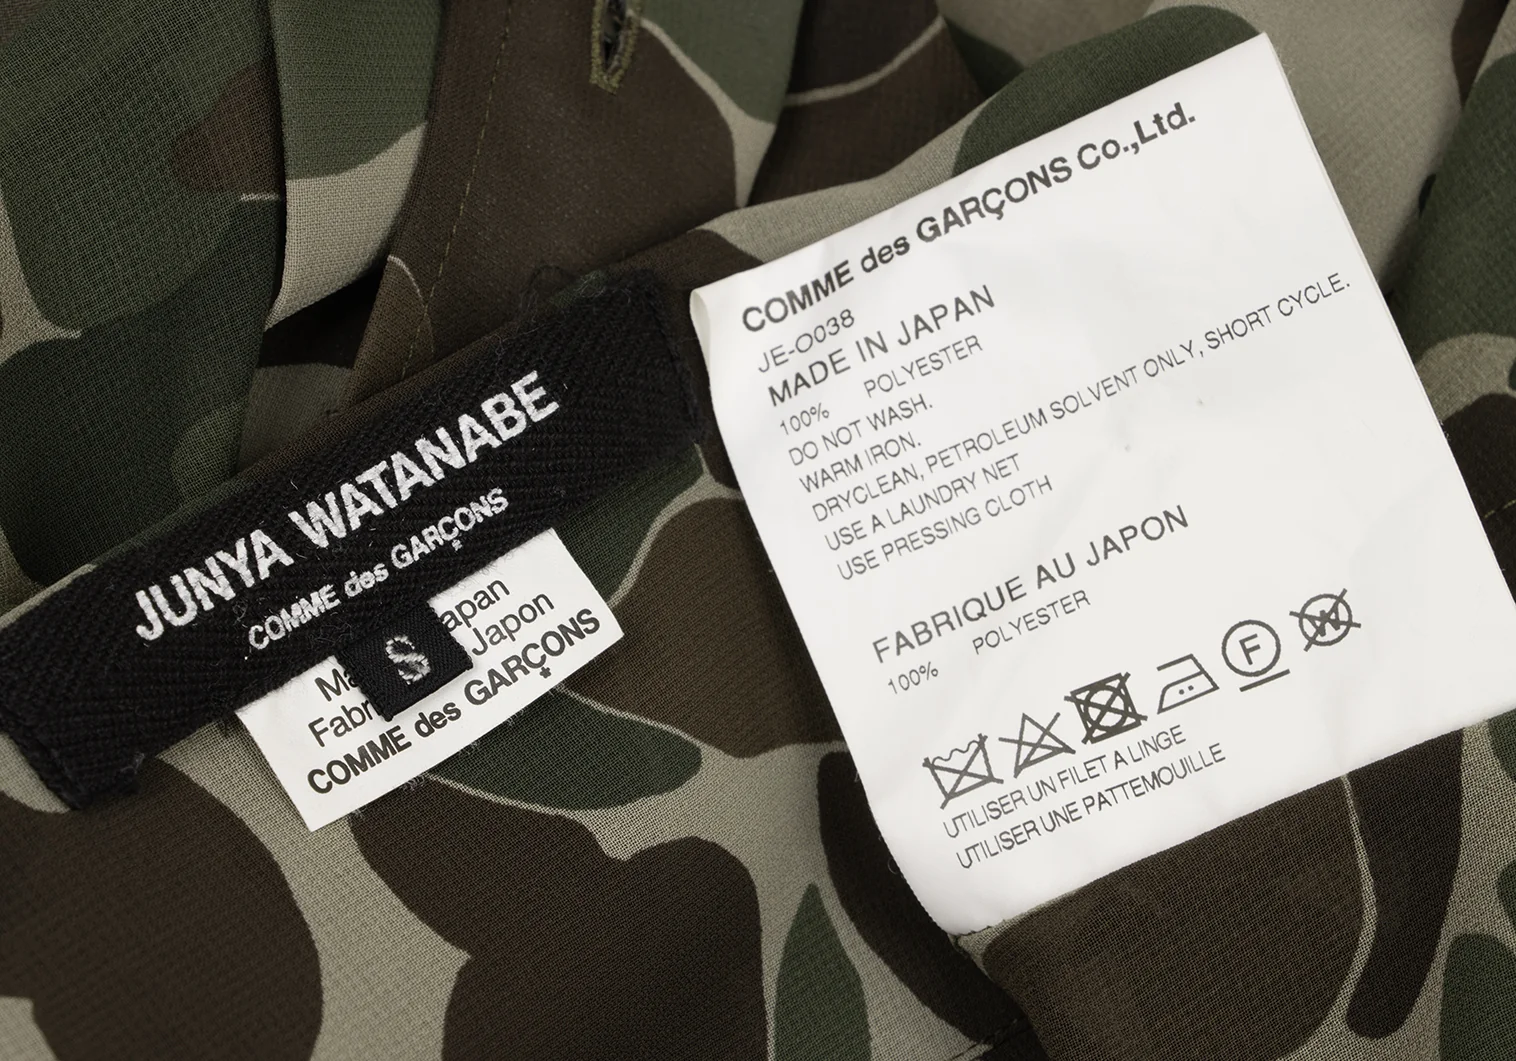 JUNYA WATANABE
COMME des GARÇONS
S
apan
Japon
COMME des GARÇONS
COMME des GARÇONS Co.,Ltd.
JE-O038
MADE IN JAPAN
100% POLYESTER
DO NOT WASH.
WARM IRON.
DRYCLEAN, PETROLEUM SOLVENT ONLY, SHORT CYCLE.
USE A LAUNDRY NET
USE PRESSING CLOTH
FABRIQUE AU JAPON
100% POLYESTER
F W
UTILISER UN FILET A LINGE
UTILISER UNE PATTEMOUILLE